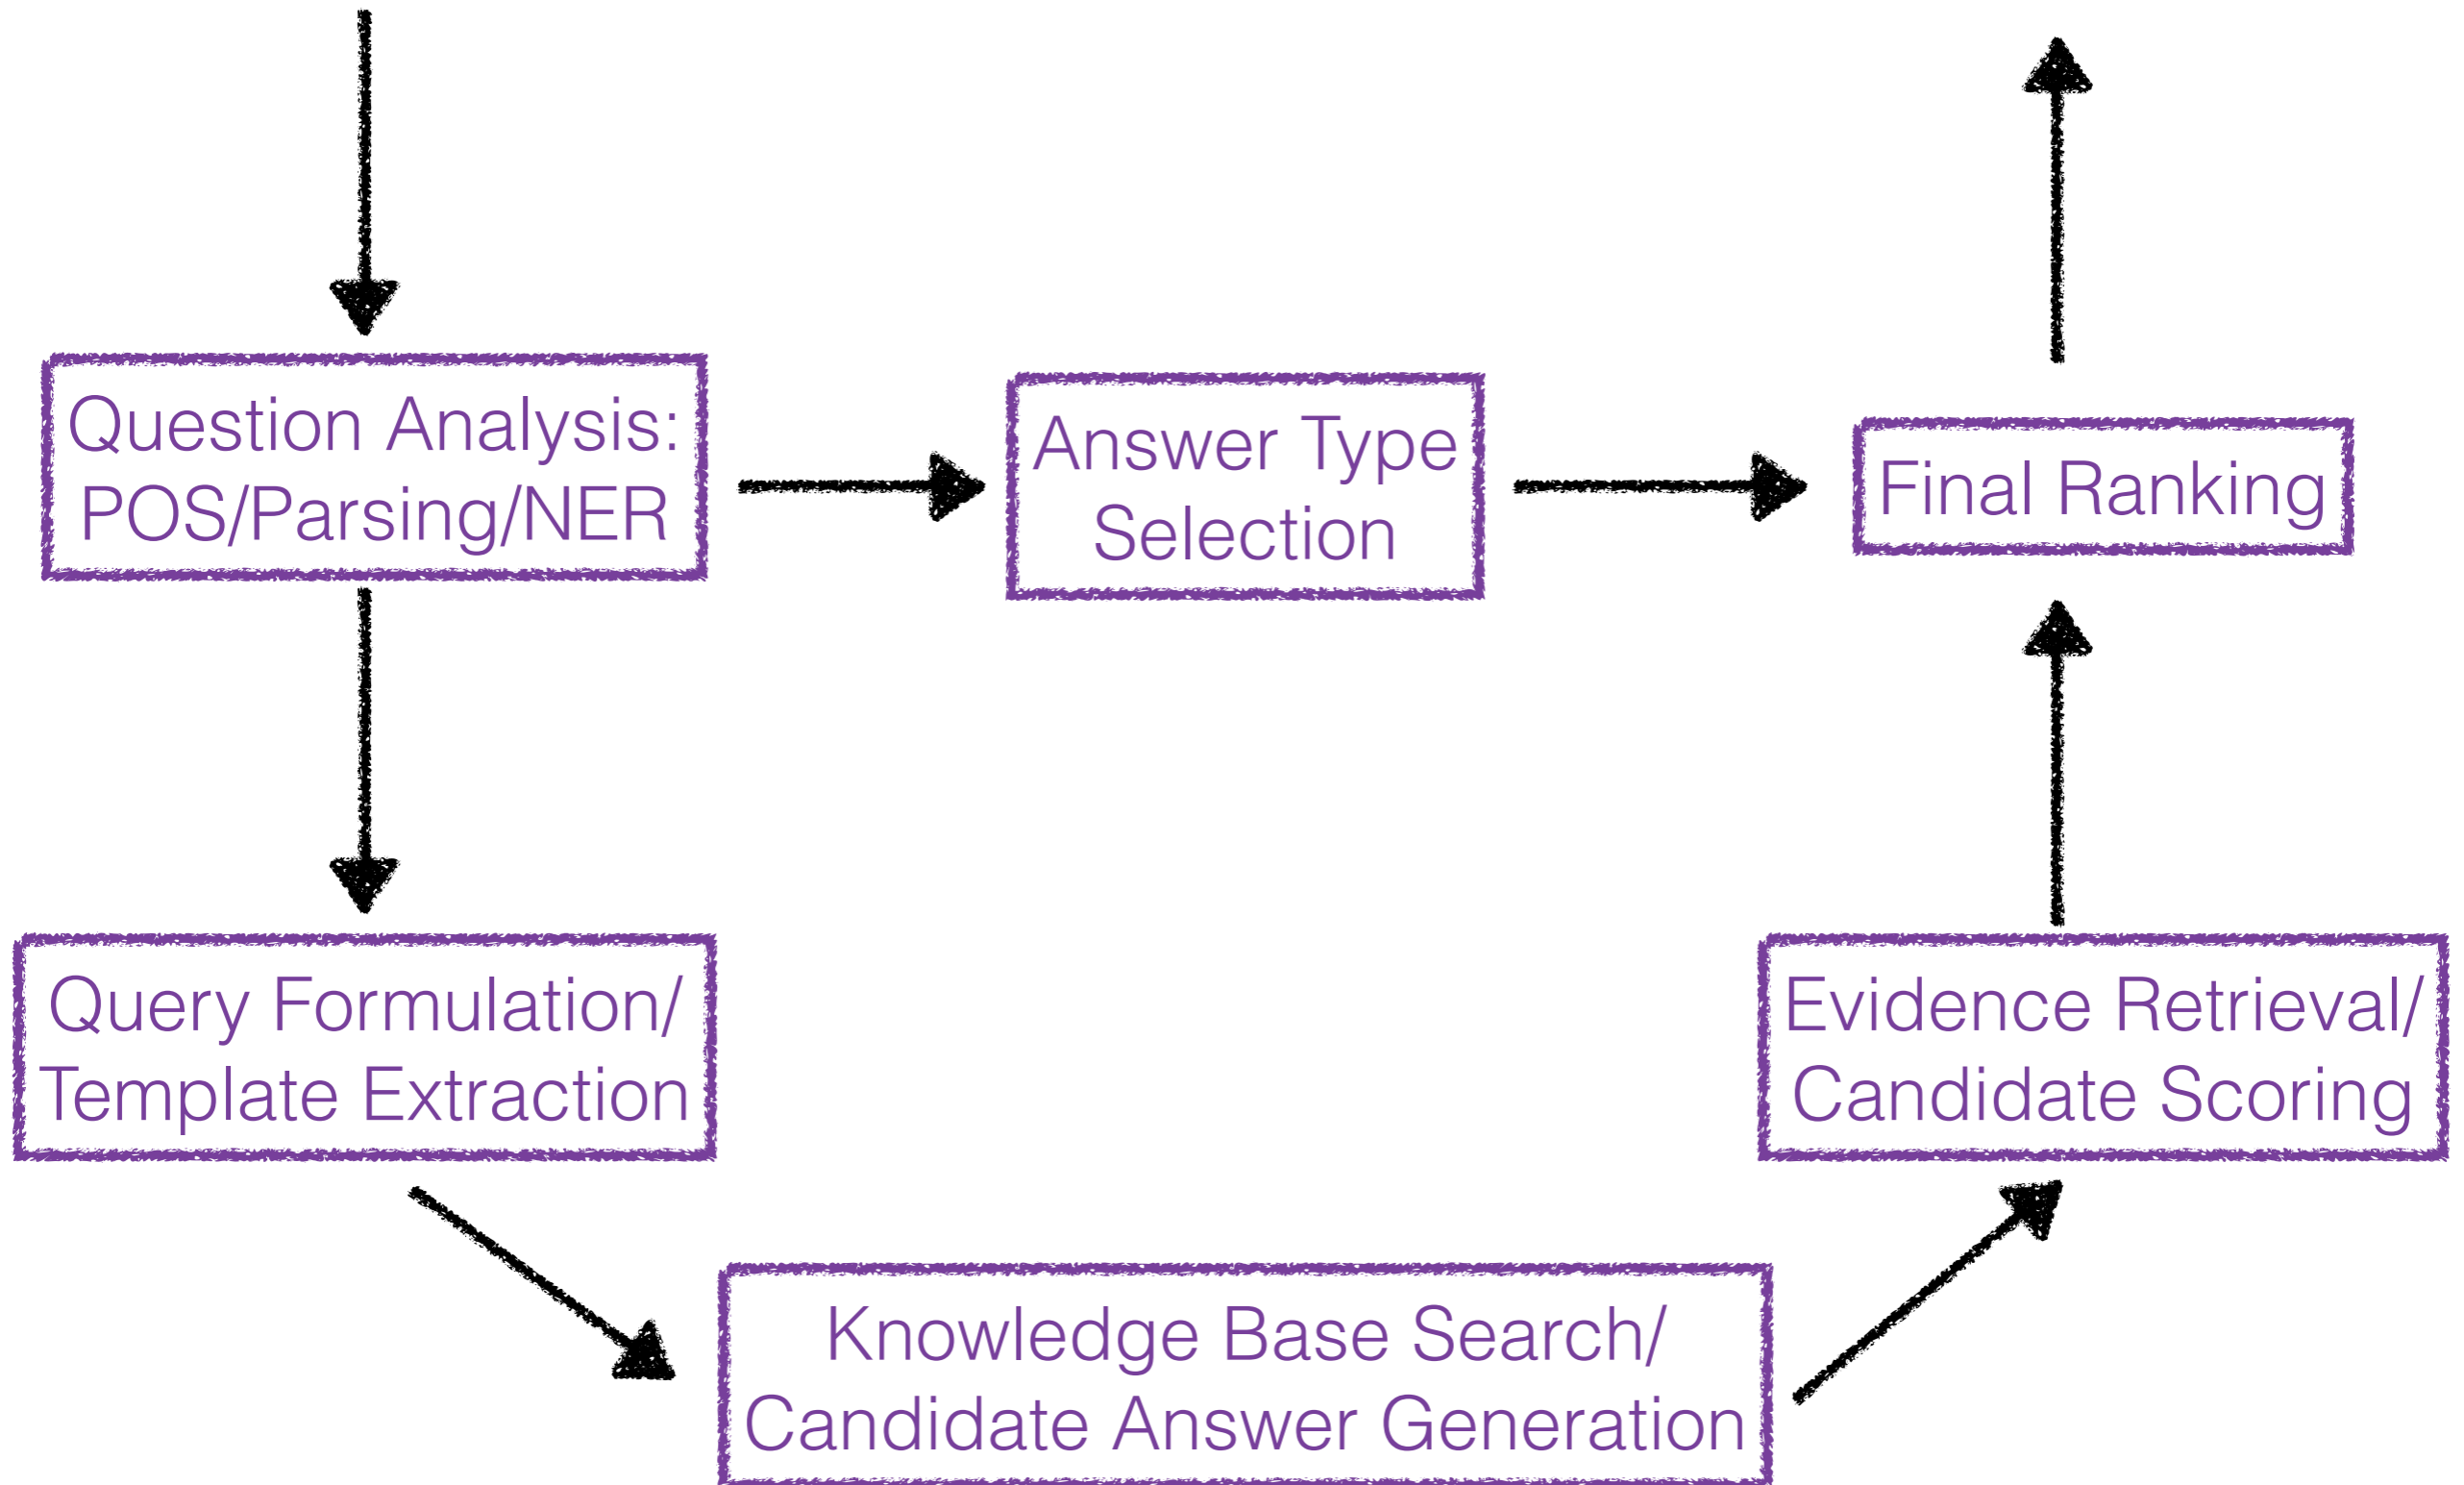 Question Analysis:
POS/Parsing/NER
Answer Type
Selection
Final Ranking
Query Formulation/
Template Extraction
Evidence Retrieval/
Candidate Scoring
Knowledge Base Search/
Candidate Answer Generation